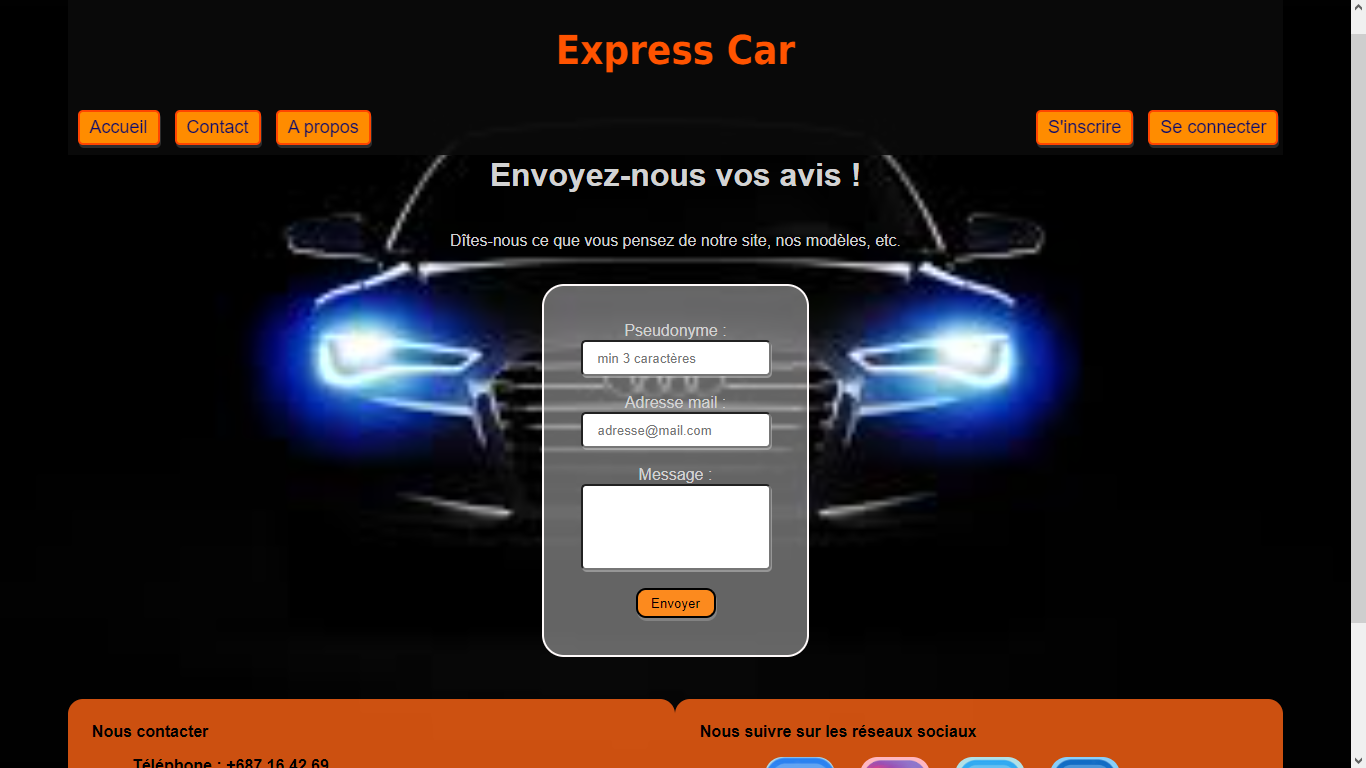 Express Car
Accueil Contact A propos S'inscrire Se connecter
Envoyez-nous vos avis !
Dîtes-nous ce que vous pensez de notre site, nos modèles, etc.
Pseudonyme :
min 3 caractères
Adresse mail :
adresse@mail.com
Message :
Envoyer
Nous contacter
Téléphone : +687 16 42 69
Nous suivre sur les réseaux sociaux